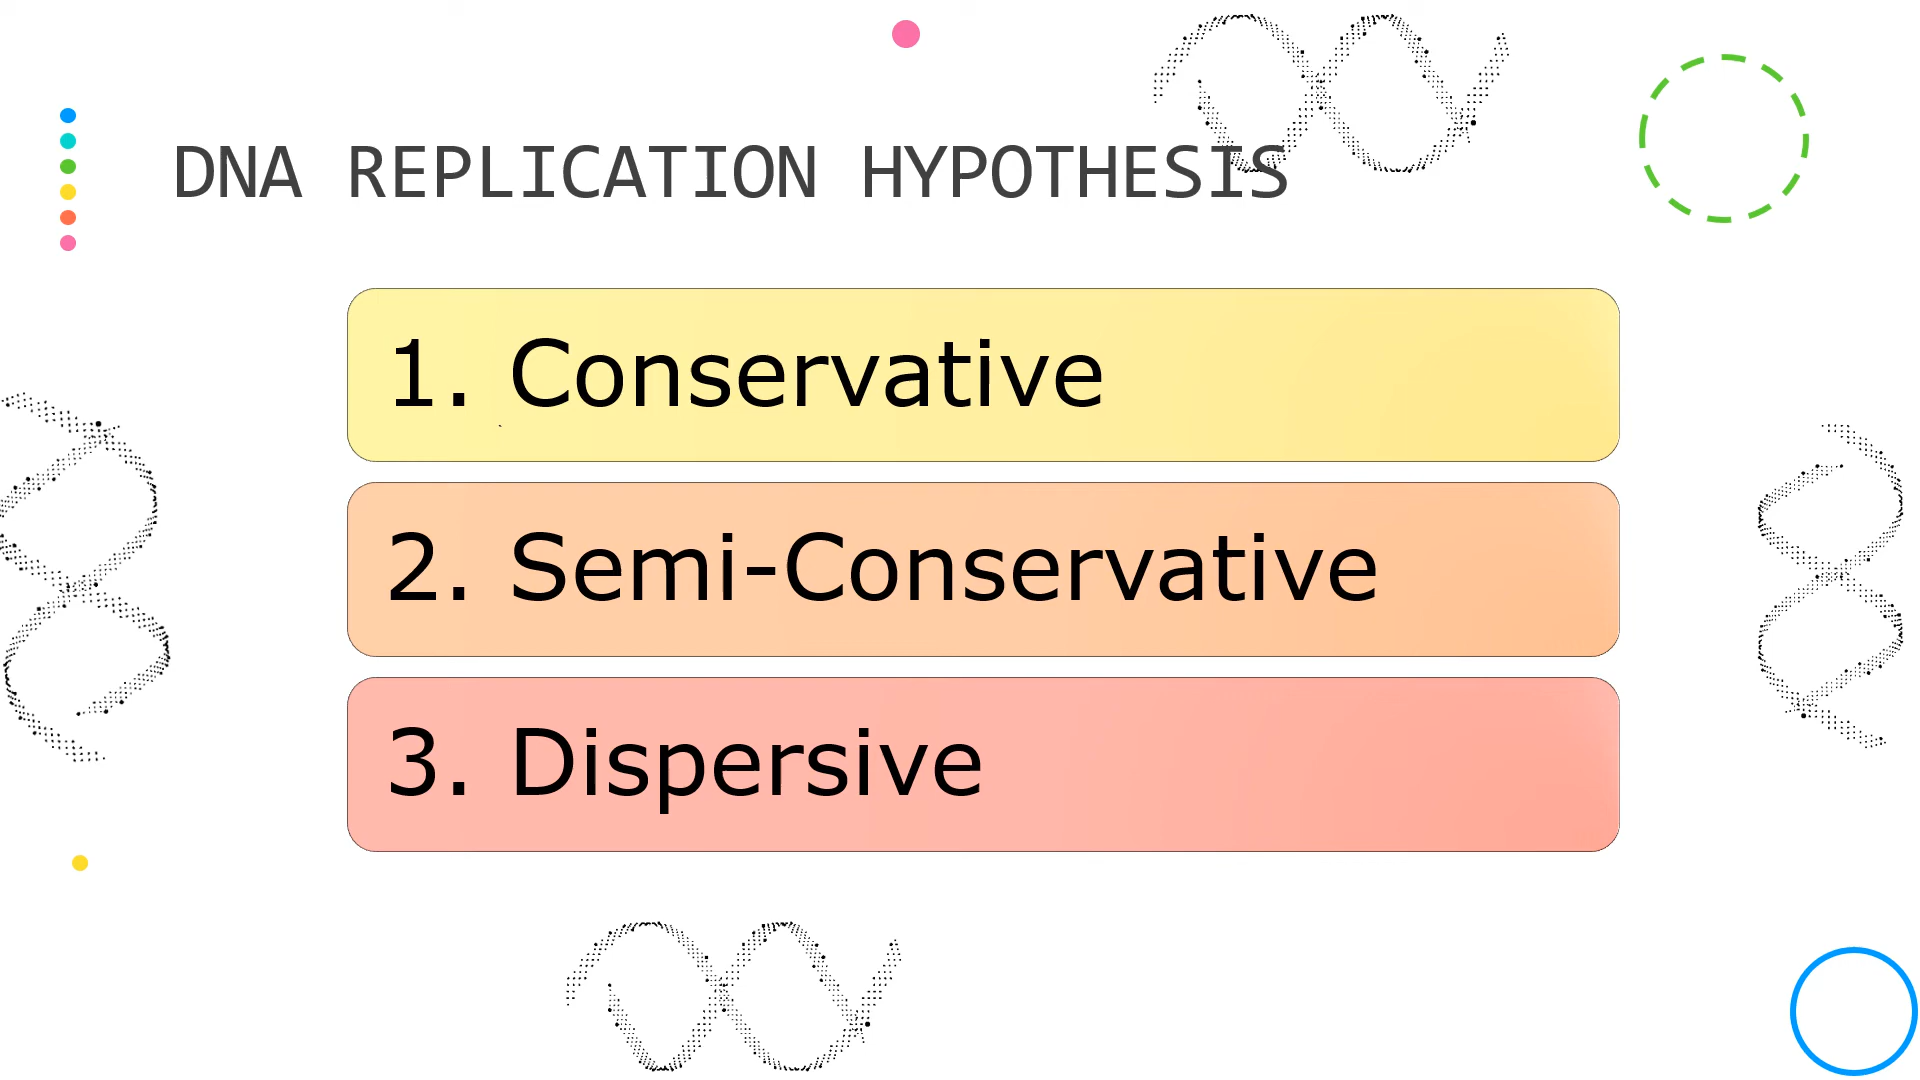 DNA REPLICATION HYPOTHESIS
1. Conservative
2. Semi-Conservative
3. Dispersive